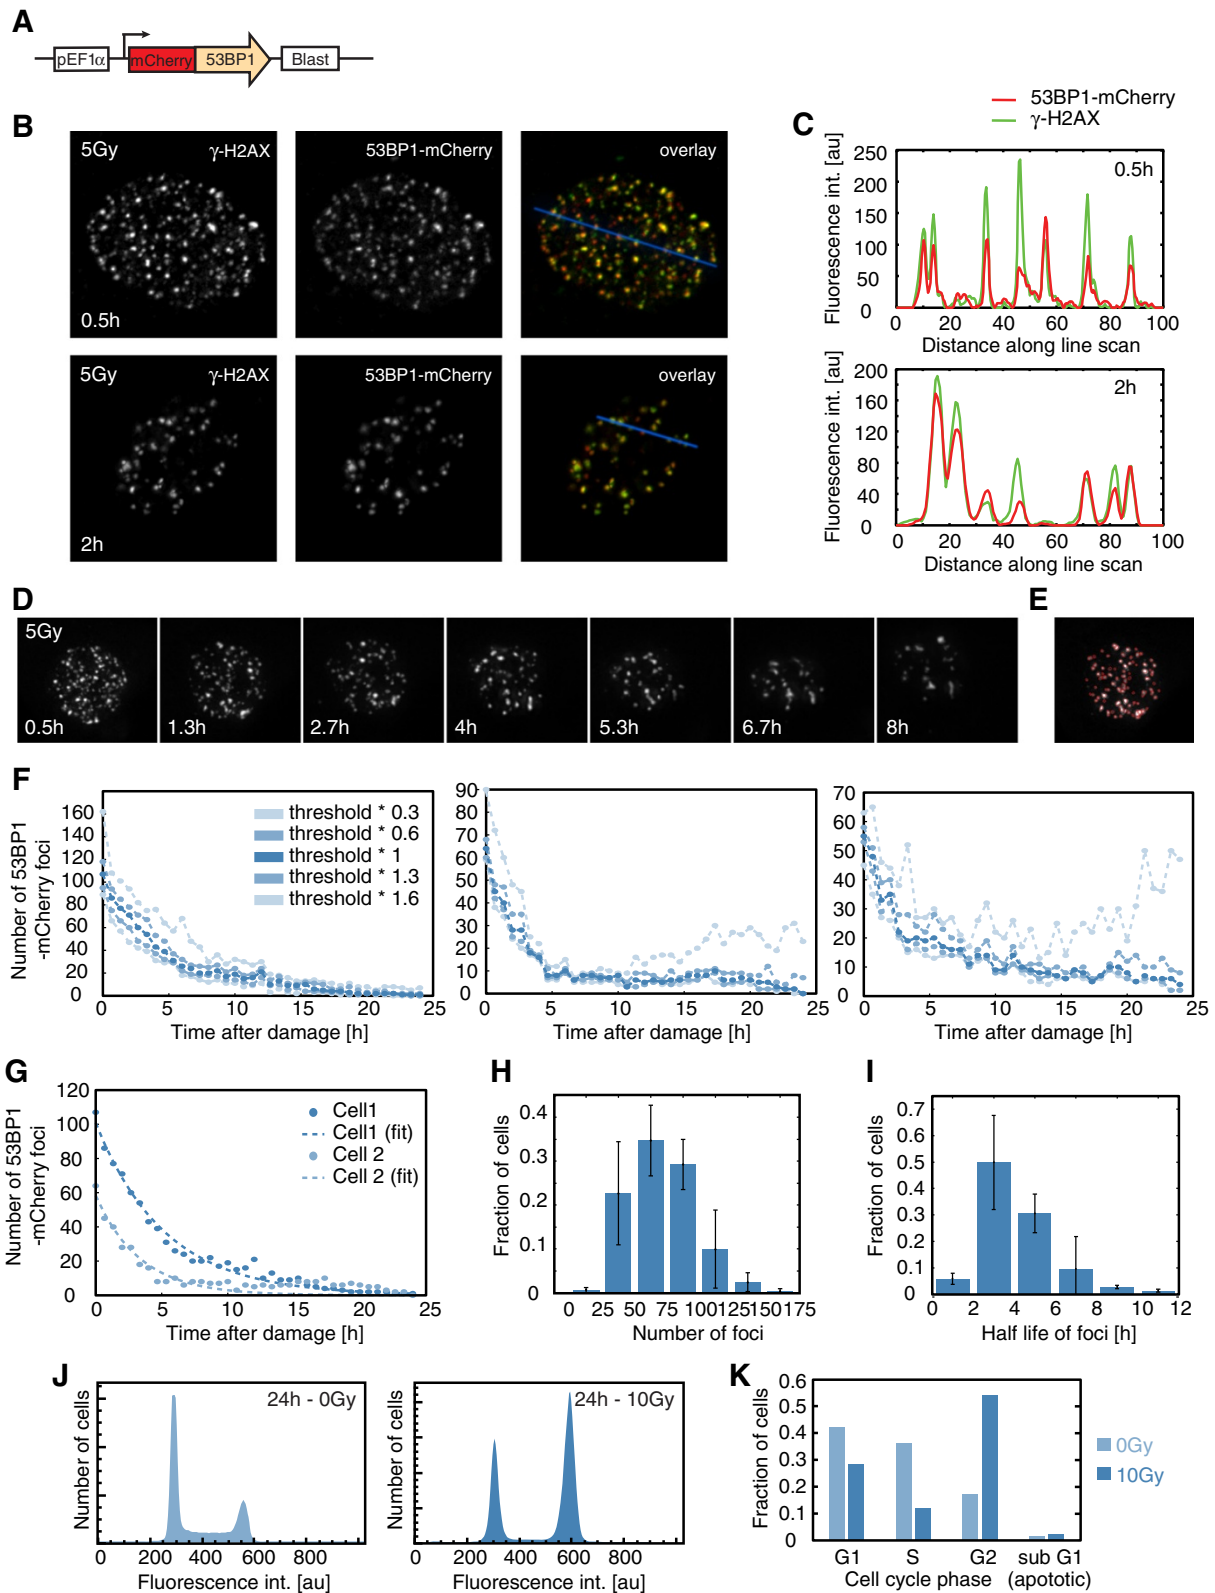 A
pEF1α
mCherry
53BP1
Blast
B
5Gy
γ-H2AX
53BP1-mCherry
overlay
0.5h
5Gy
γ-H2AX
53BP1-mCherry
overlay
2h
53BP1-mCherry
γ-H2AX
C
Fluorescence int. [au]
250
200
150
100
50
0
0.5h
0 20 40 60 80 100
Distance along line scan
Fluorescence int. [au]
200
160
120
80
40
0
2h
0 20 40 60 80 100
Distance along line scan
D
5Gy
0.5h
1.3h
2.7h
4h
5.3h
6.7h
8h
E
F
Number of 53BP1
-mCherry foci
160
140
120
100
80
60
40
20
0
threshold * 0.3
threshold * 0.6
threshold * 1
threshold * 1.3
threshold * 1.6
0 5 10 15 20 25
Time after damage [h]
90
80
70
60
50
40
30
20
10
0
0 5 10 15 20 25
Time after damage [h]
70
60
50
40
30
20
10
0
0 5 10 15 20 25
Time after damage [h]
G
Number of 53BP1
-mCherry foci
120
100
80
60
40
20
0
Cell1
Cell1 (fit)
Cell 2
Cell 2 (fit)
0 5 10 15 20 25
Time after damage [h]
H
Fraction of cells
0.4
0.3
0.2
0.1
0
0 25 50 75 100 125 150 175
Number of foci
I
Fraction of cells
0.7
0.6
0.5
0.4
0.3
0.2
0.1
0
0 2 4 6 8 10 12
Half life of foci [h]
J
Number of cells
24h - 0Gy
0 200 400 600 800
Fluorescence int. [au]
Number of cells
24h - 10Gy
0 200 400 600 800
Fluorescence int. [au]
K
Fraction of cells
0.6
0.5
0.4
0.3
0.2
0.1
0
0Gy
10Gy
G1 S G2 sub G1
(apoptotic)
Cell cycle phase